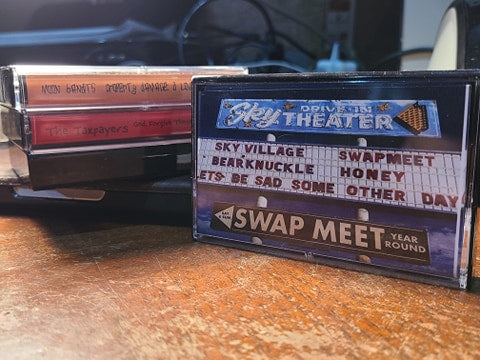 MOON BANDITS
The Taxpayers
Sky DRIVE-IN
THEATER
SKY VILLAGE SWAPMEET
BEARKNUCKLE HONEY
LETS BE SAD SOME OTHER DAY
SWAP MEET YEAR
ROUND